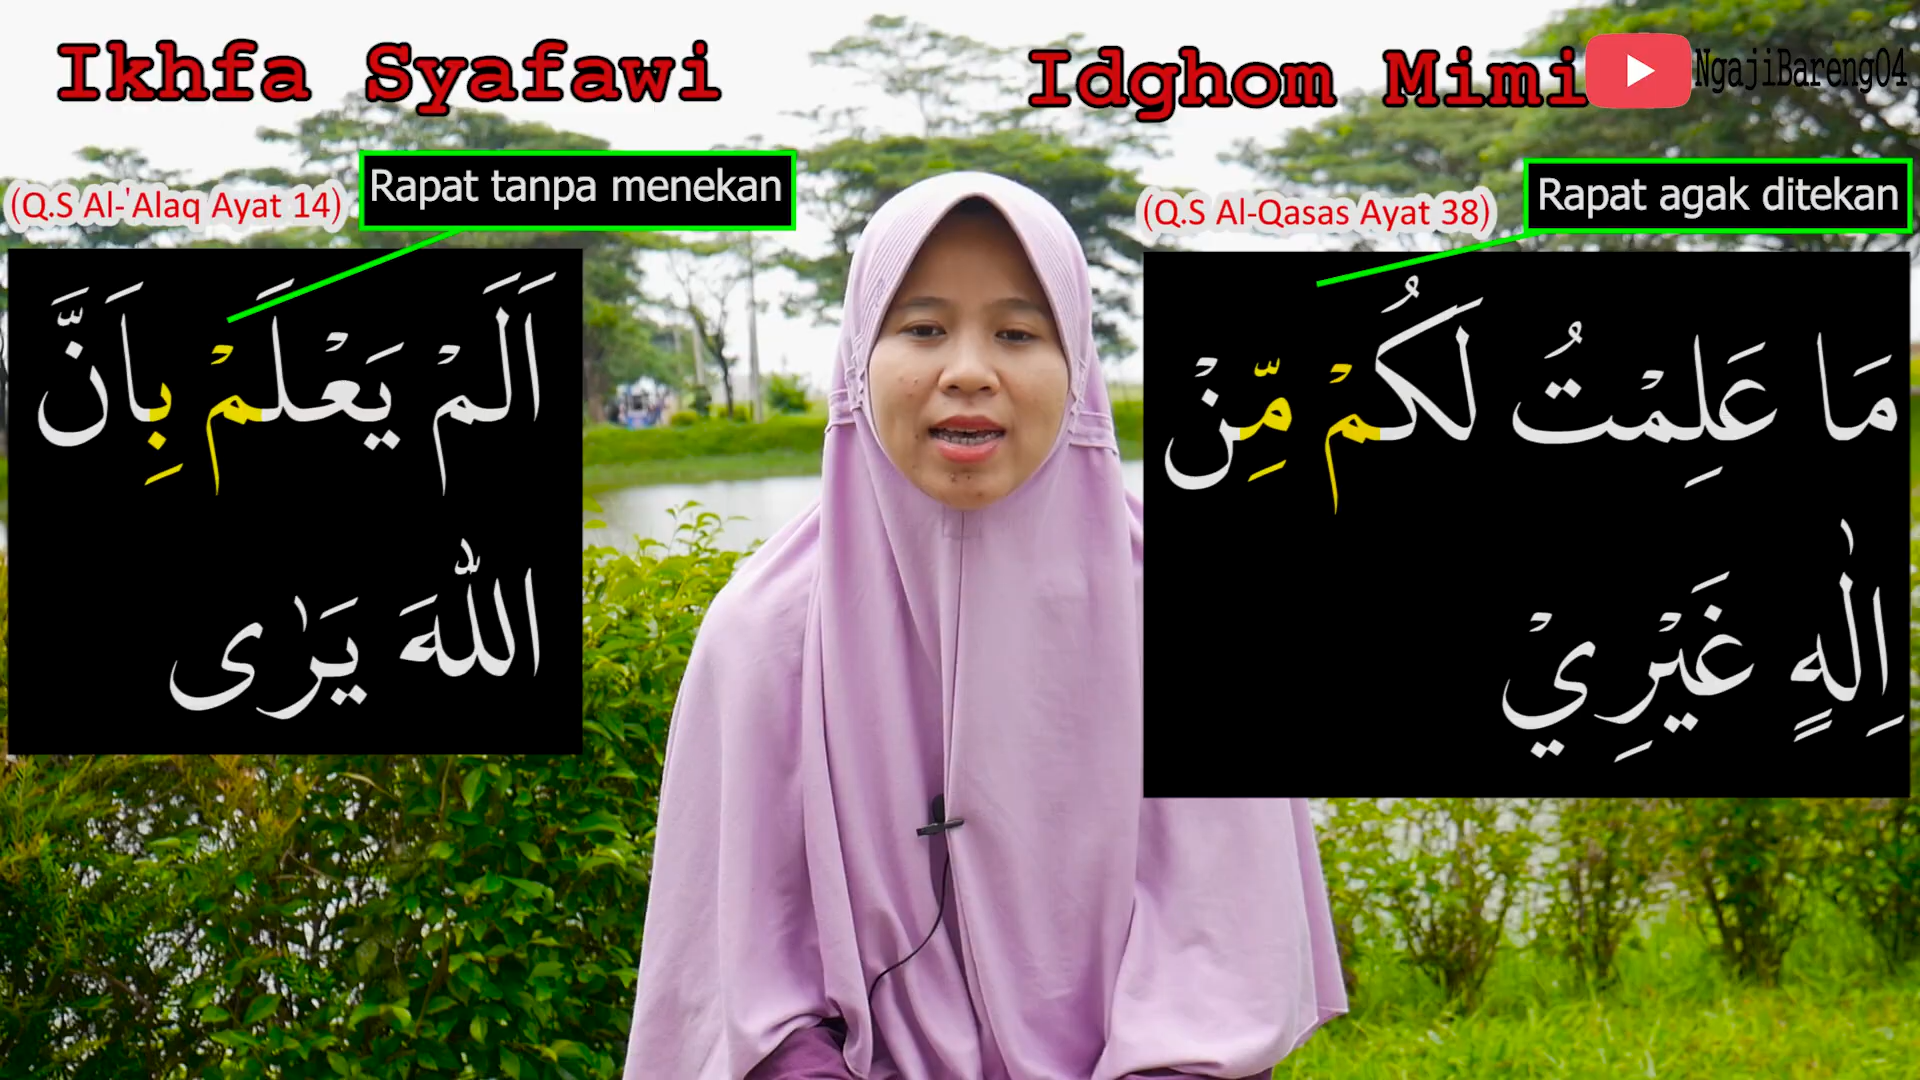 Ikhfa Syafawi
(Q.S Al-'Alaq Ayat 14)
Rapat tanpa menekan
اَلَمْ يَعْلَمْ بِاَنَّ
اللّٰهَ يَرٰى
Idghom Mimi
NgajiBareng04
(Q.S Al-Qasas Ayat 38)
Rapat agak ditekan
مَا عَلِمْتُ لَكُمْ مِّنْ
اِلٰهٍ غَيْرِيْ